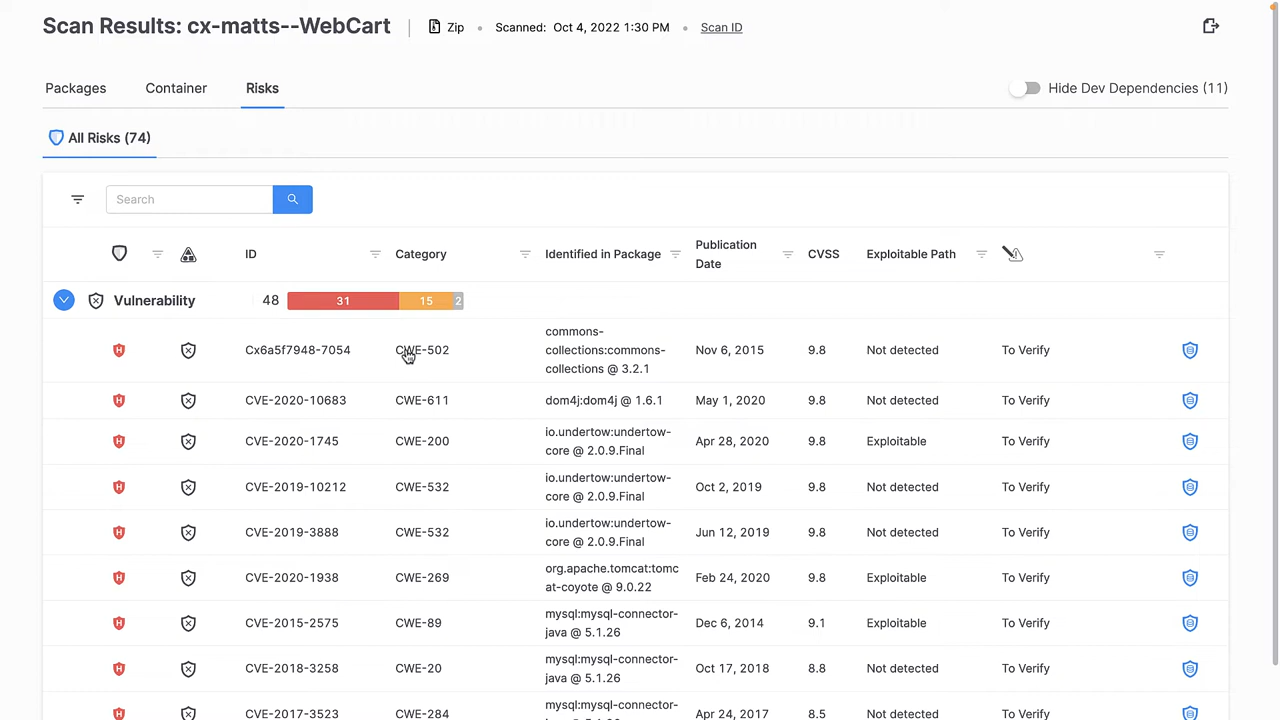 Scan Results: cx-matts--WebCart
Zip
Scanned: Oct 4, 2022 1:30 PM
Scan ID
Packages
Container
Risks
Hide Dev Dependencies (11)
All Risks (74)
Search
ID
Category
Identified in Package
Publication
Date
CVSS
Exploitable Path
Vulnerability
48
31
15
2
H
Cx6a5f7948-7054
CWE-502
commons-
collections:commons-
collections @ 3.2.1
Nov 6, 2015
9.8
Not detected
To Verify
H
CVE-2020-10683
CWE-611
dom4j:dom4j @ 1.6.1
May 1, 2020
9.8
Not detected
To Verify
H
CVE-2020-1745
CWE-200
io.undertow:undertow-
core @ 2.0.9.Final
Apr 28, 2020
9.8
Exploitable
To Verify
H
CVE-2019-10212
CWE-532
io.undertow:undertow-
core @ 2.0.9.Final
Oct 2, 2019
9.8
Not detected
To Verify
H
CVE-2019-3888
CWE-532
io.undertow:undertow-
core @ 2.0.9.Final
Jun 12, 2019
9.8
Not detected
To Verify
H
CVE-2020-1938
CWE-269
org.apache.tomcat:tomc
at-coyote @ 9.0.22
Feb 24, 2020
9.8
Exploitable
To Verify
H
CVE-2015-2575
CWE-89
mysql:mysql-connector-
java @ 5.1.26
Dec 6, 2014
9.1
Exploitable
To Verify
H
CVE-2018-3258
CWE-20
mysql:mysql-connector-
java @ 5.1.26
Oct 17, 2018
8.8
Not detected
To Verify
H
CVE-2017-3523
CWE-284
mysql:mysql-connector-
Apr 24, 2017
8.5
Not detected
To Verify